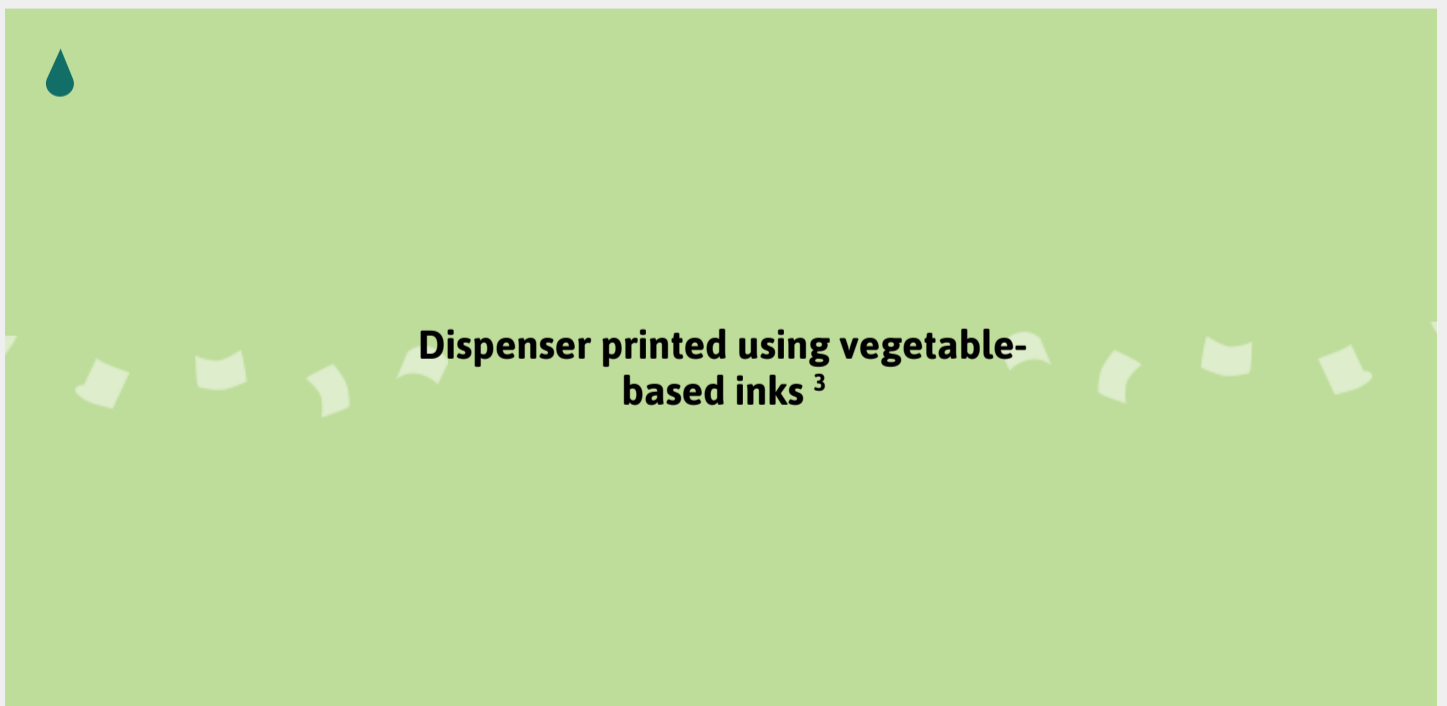 Dispenser printed using vegetable-
based inks ³